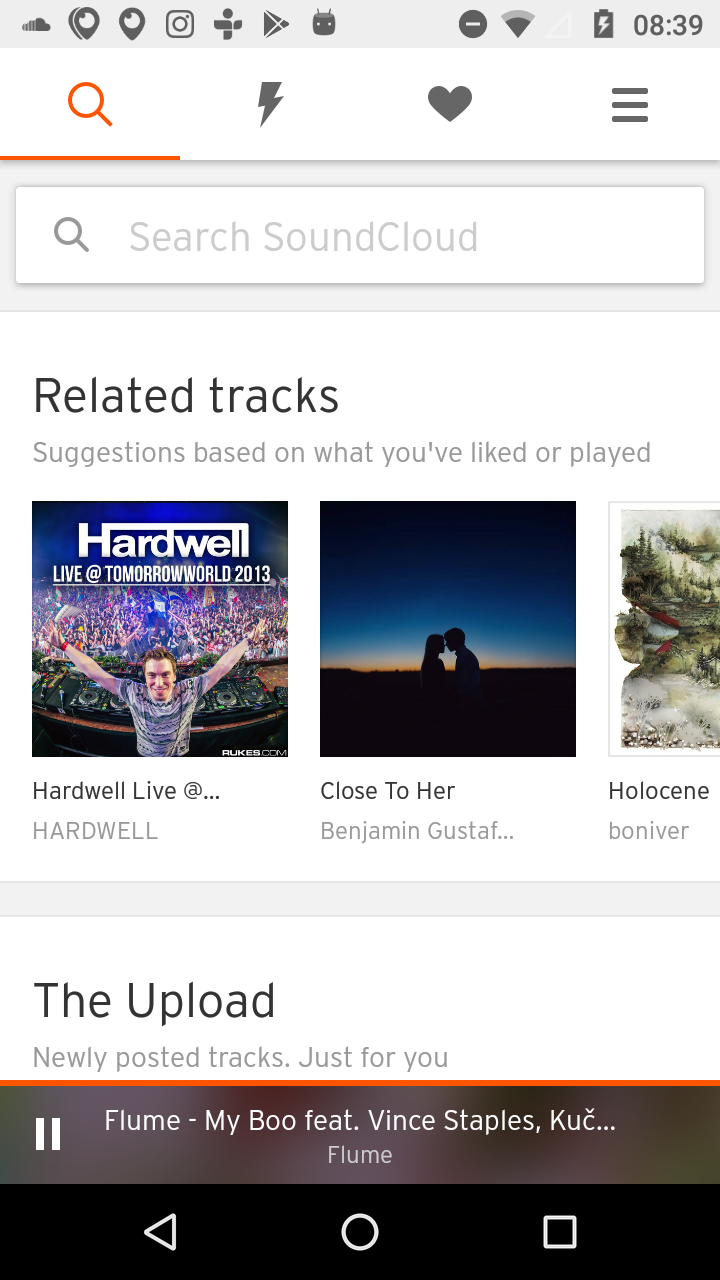 08:39
Search SoundCloud
Related tracks
Suggestions based on what you've liked or played
Hardwell
LIVE @ TOMORROWWORLD 2013
RUKES.COM
Hardwell Live @...
HARDWELL
Close To Her
Benjamin Gustaf...
Holocene
boniver
The Upload
Newly posted tracks. Just for you
Flume - My Boo feat. Vince Staples, Kuč...
Flume